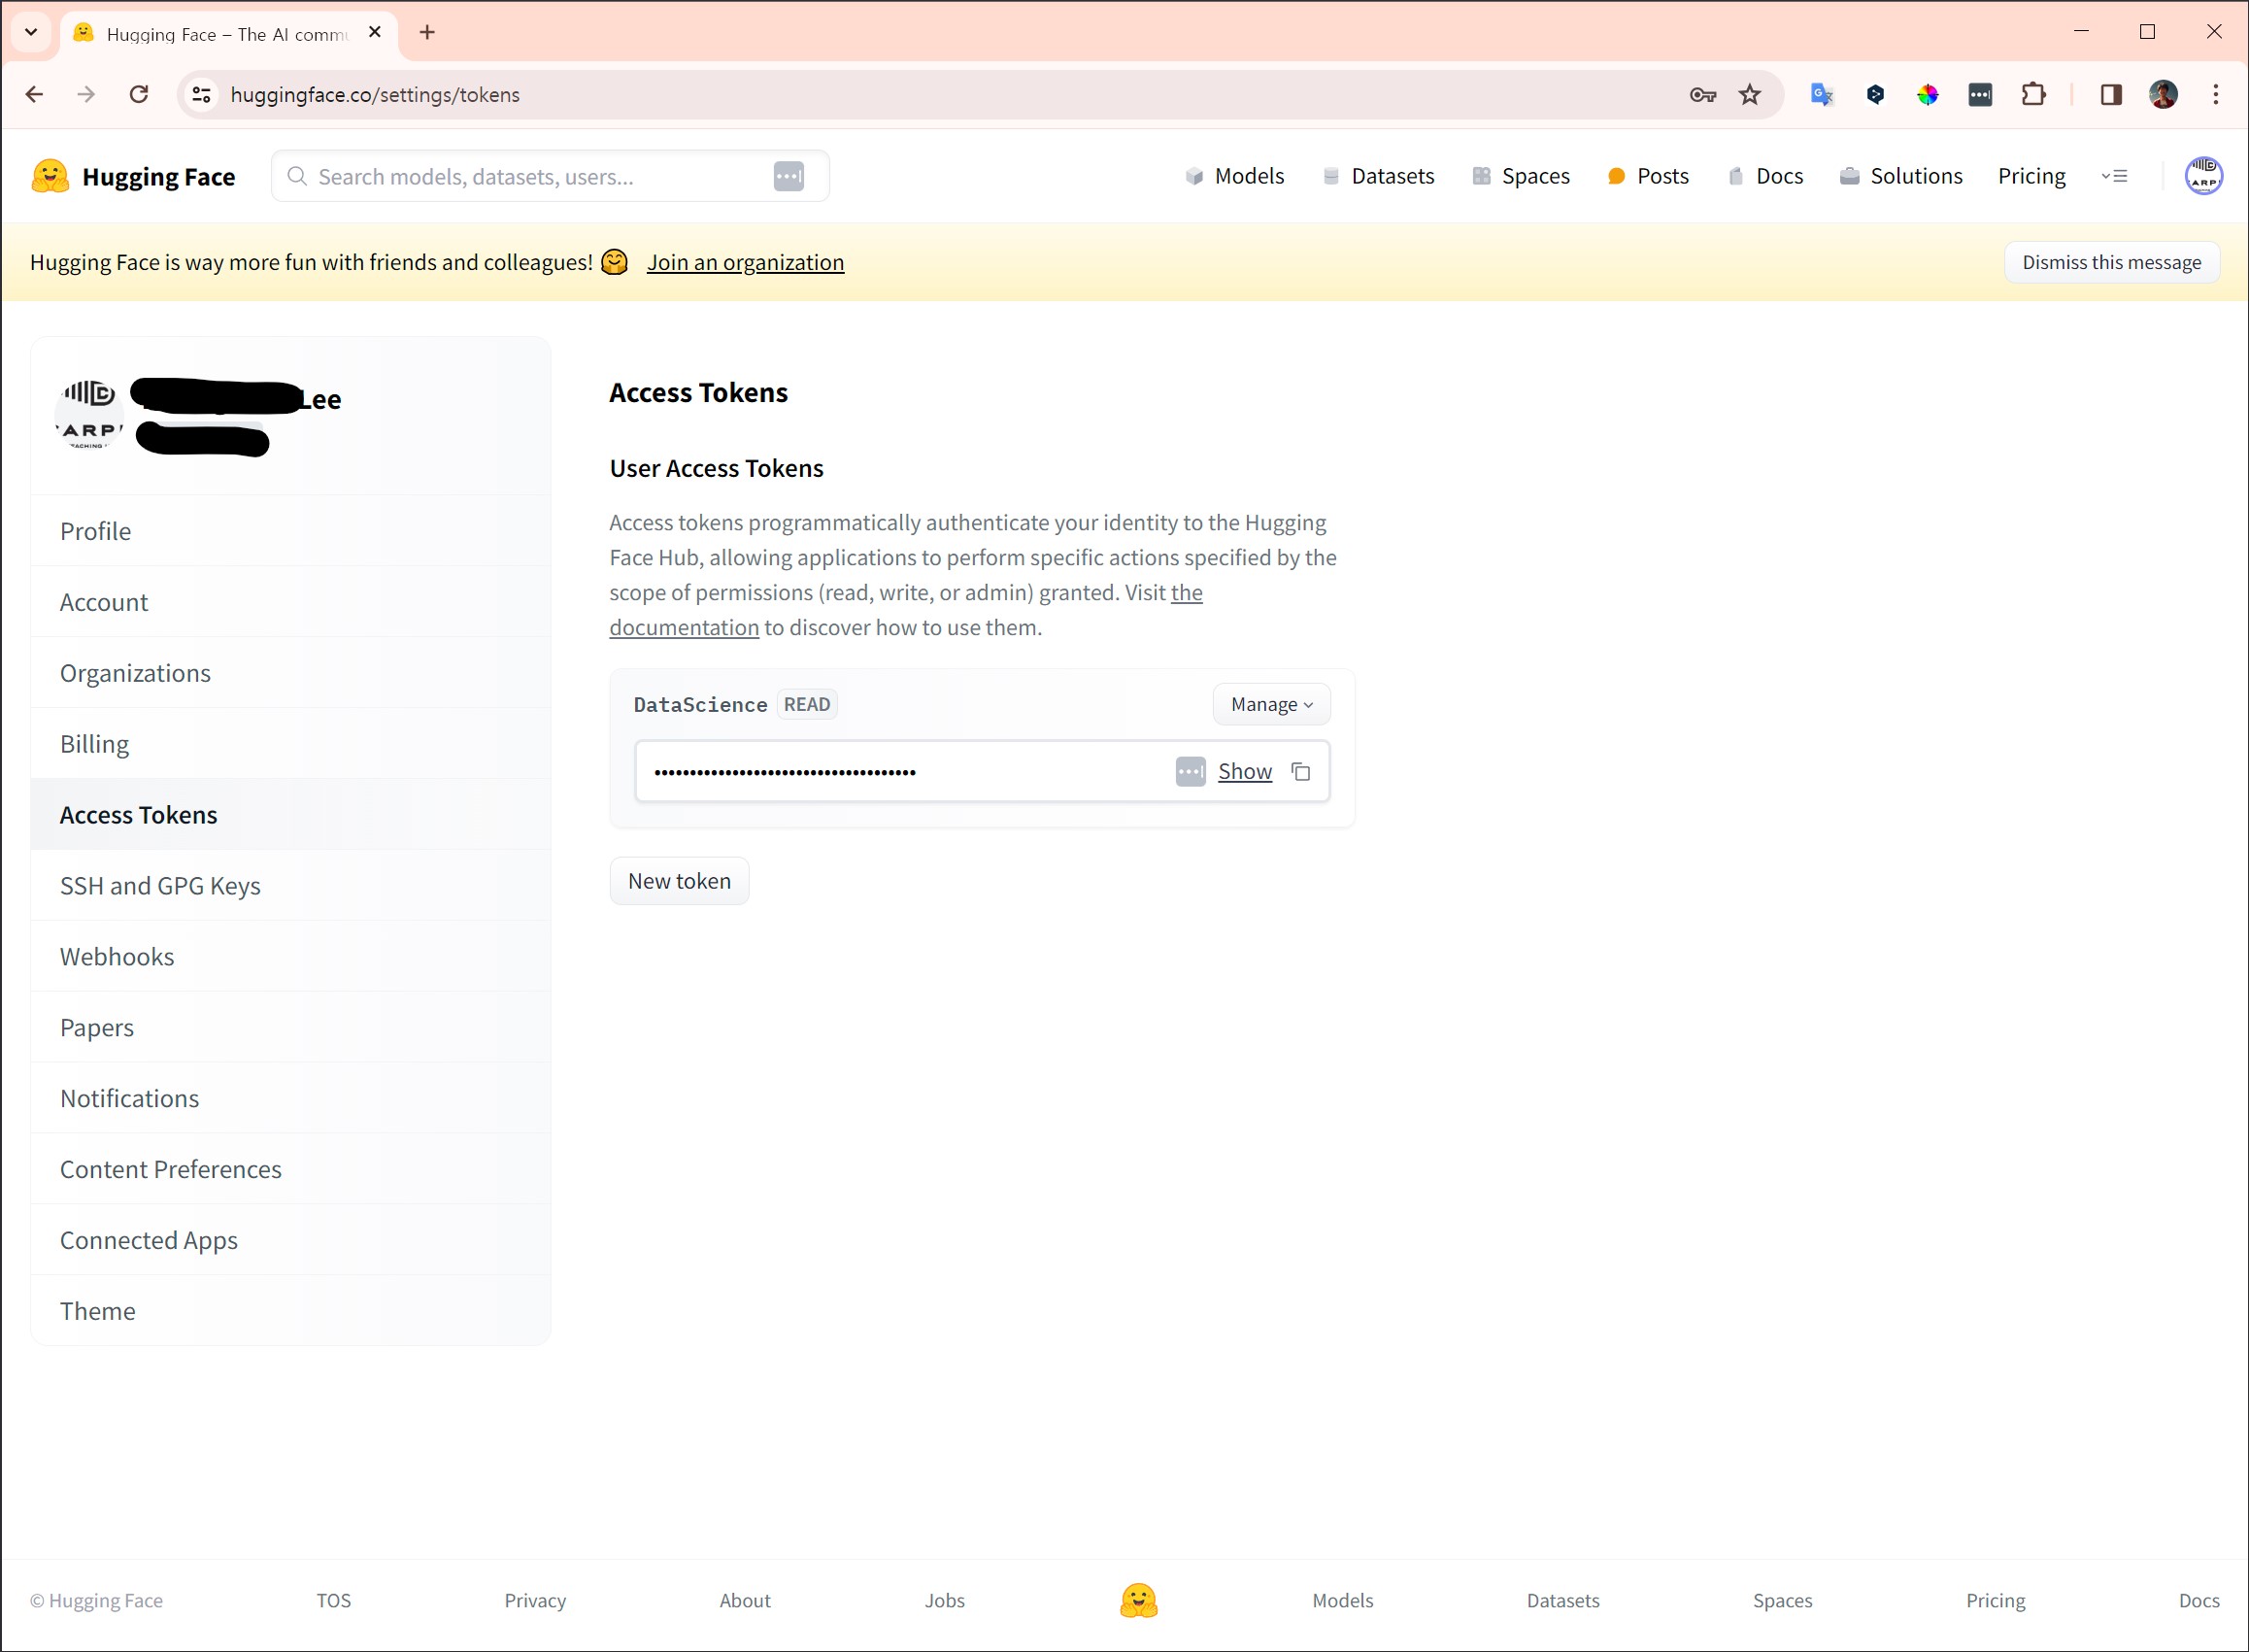 Hugging Face – The AI commu
huggingface.co/settings/tokens
Hugging Face
Search models, datasets, users...
Models
Datasets
Spaces
Posts
Docs
Solutions
Pricing
Hugging Face is way more fun with friends and colleagues! 🤗 Join an organization
Dismiss this message
Lee
Profile
Account
Organizations
Billing
Access Tokens
SSH and GPG Keys
Webhooks
Papers
Notifications
Content Preferences
Connected Apps
Theme
Access Tokens
User Access Tokens
Access tokens programmatically authenticate your identity to the Hugging
Face Hub, allowing applications to perform specific actions specified by the
scope of permissions (read, write, or admin) granted. Visit the
documentation to discover how to use them.
DataScience READ
Manage
••••••••••••••••••••••••••••••••••••• Show
New token
© Hugging Face
TOS
Privacy
About
Jobs
Models
Datasets
Spaces
Pricing
Docs